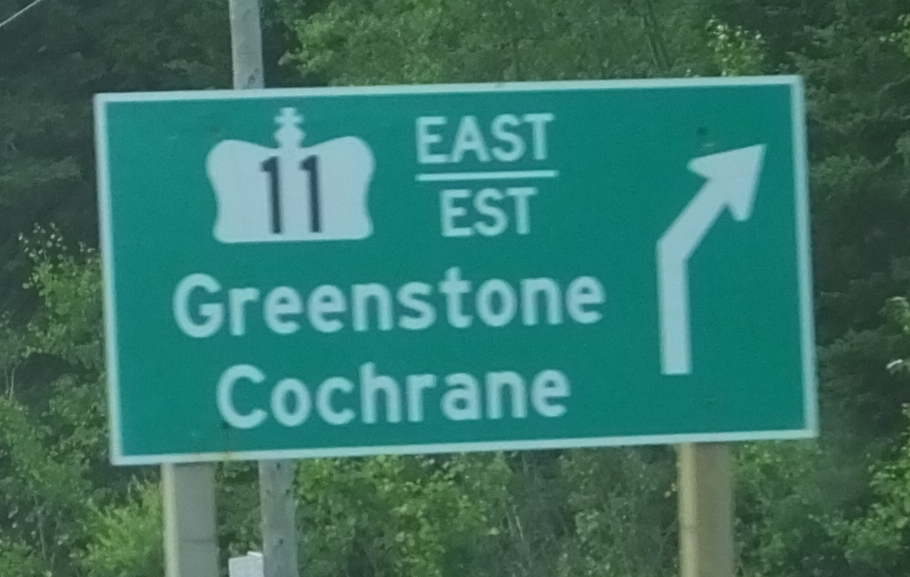 11
EAST
EST
Greenstone
Cochrane